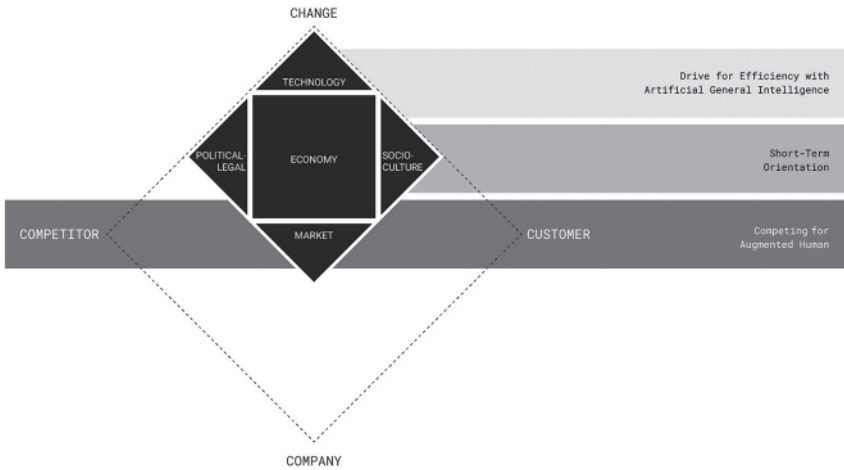 CHANGE
TECHNOLOGY
Drive for Efficiency with
Artificial General Intelligence
POLITICAL-
LEGAL
ECONOMY
SOCIO-
CULTURE
Short-Term
Orientation
COMPETITOR
MARKET
CUSTOMER
Competing for
Augmented Human
COMPANY